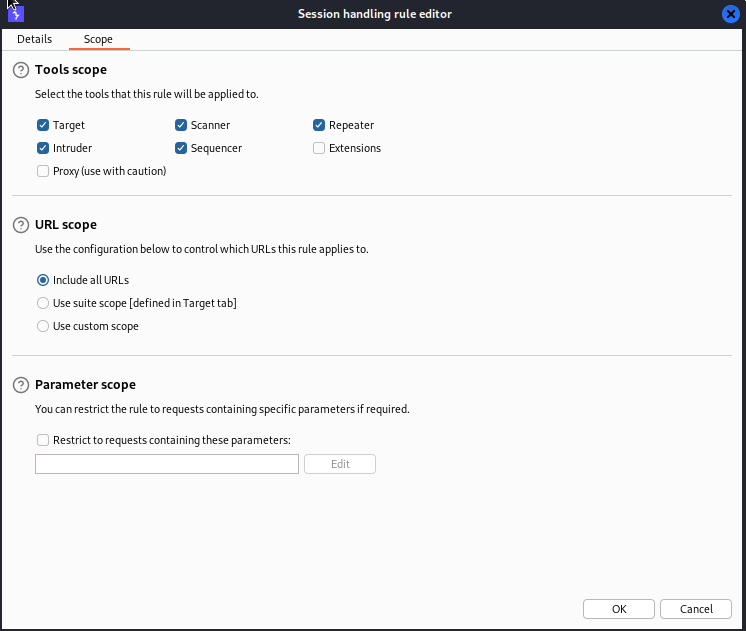 Session handling rule editor
Details Scope
? Tools scope
Select the tools that this rule will be applied to.
Target Scanner Repeater
Intruder Sequencer Extensions
Proxy (use with caution)
? URL scope
Use the configuration below to control which URLs this rule applies to.
Include all URLs
Use suite scope [defined in Target tab]
Use custom scope
? Parameter scope
You can restrict the rule to requests containing specific parameters if required.
Restrict to requests containing these parameters:
Edit
OK Cancel